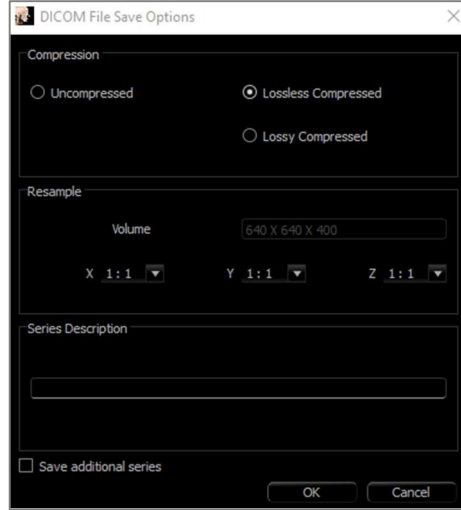 DICOM File Save Options
Compression
Uncompressed
Lossless Compressed
Lossy Compressed
Resample
Volume
640 X 640 X 400
X 1:1 Y 1:1 Z 1:1
Series Description
Save additional series
OK Cancel